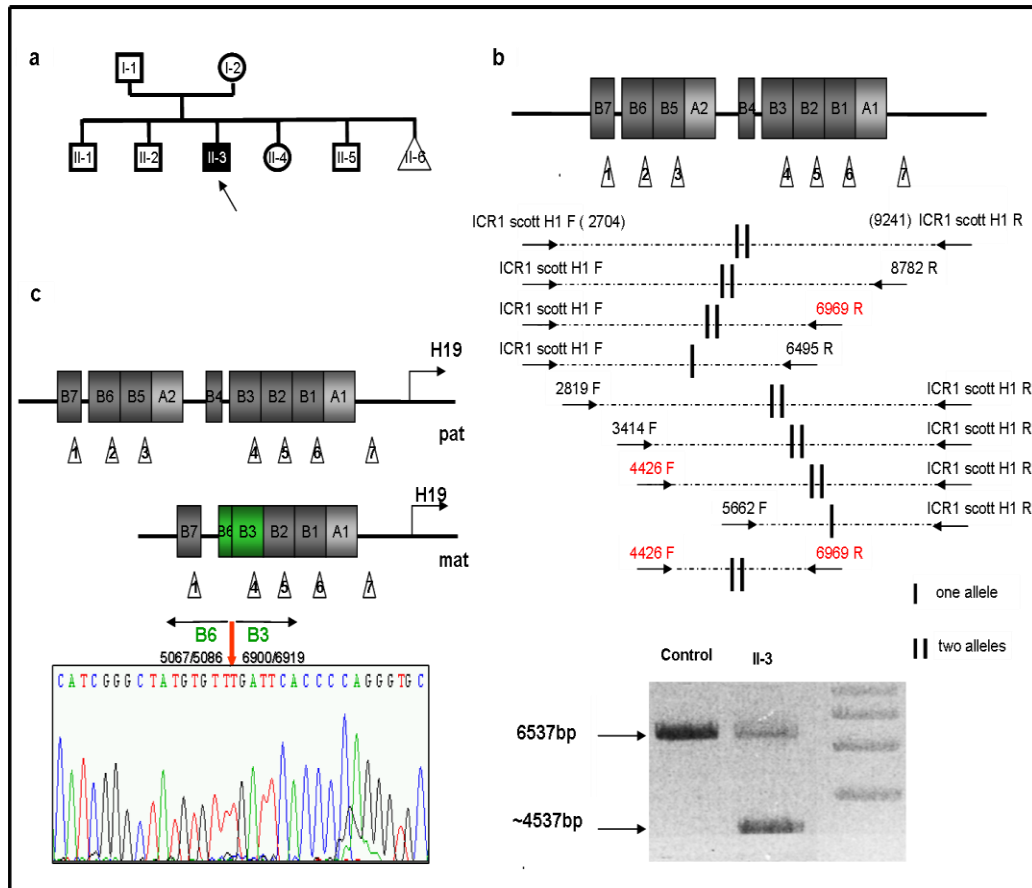 a
I-1 I-2
II-1 II-2 II-3 II-4 II-5 II-6
b
B7 B6 B5 A2 B4 B3 B2 B1 A1
1 2 3 4 5 6 7
ICR1 scott H1 F ( 2704) (9241) ICR1 scott H1 R
ICR1 scott H1 F 8782 R
ICR1 scott H1 F 6969 R
ICR1 scott H1 F 6495 R
2819 F ICR1 scott H1 R
3414 F ICR1 scott H1 R
4426 F ICR1 scott H1 R
5662 F ICR1 scott H1 R
4426 F 6969 R
one allele
two alleles
Control II-3
6537bp
~4537bp
c
H19
B7 B6 B5 A2 B4 B3 B2 B1 A1
pat
1 2 3 4 5 6 7
H19
B7 B6 B3 B2 B1 A1
mat
1 4 5 6 7
B6 B3
5067/5086 6900/6919
CATCGGGCTATGTGTTTGATTCACCCCAGGGTGC